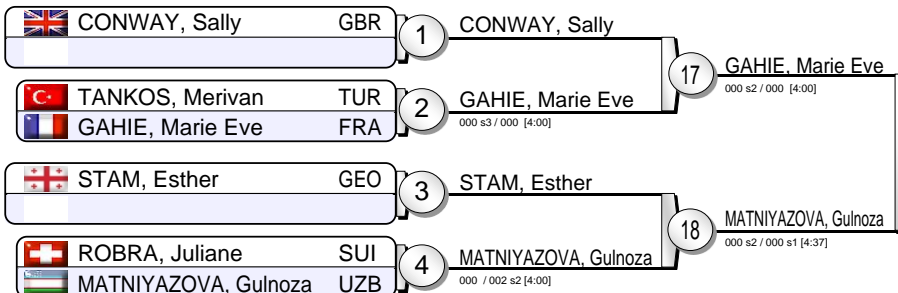 CONWAY, Sally GBR
1
CONWAY, Sally
17
GAHIE, Marie Eve
000 s2 / 000 [4:00]
TANKOS, Merivan TUR
GAHIE, Marie Eve FRA
2
GAHIE, Marie Eve
000 s3 / 000 [4:00]
STAM, Esther GEO
3
STAM, Esther
18
MATNIYAZOVA, Gulnoza
000 s2 / 000 s1 [4:37]
ROBRA, Juliane SUI
MATNIYAZOVA, Gulnoza UZB
4
MATNIYAZOVA, Gulnoza
000 / 002 s2 [4:00]